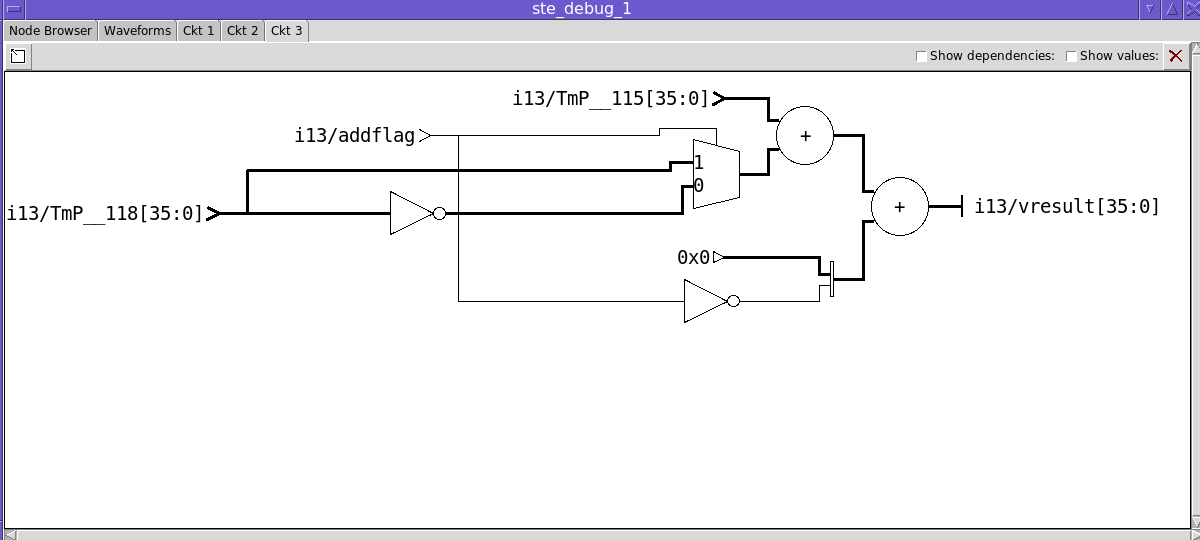 ste_debug_1
Node Browser Waveforms Ckt 1 Ckt 2 Ckt 3
Show dependencies: Show values:
i13/TmP__115[35:0]
+
i13/addflag
1
0
i13/TmP__118[35:0]
+
i13/vresult[35:0]
0x0